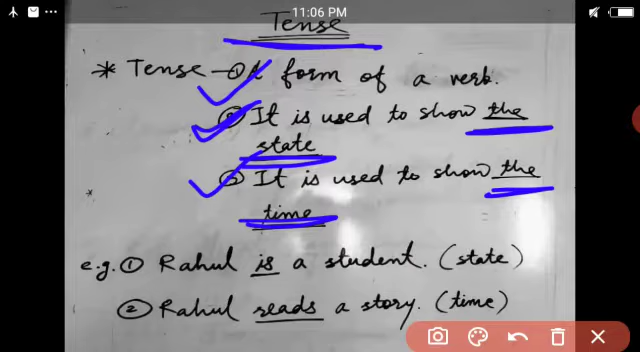 11:06 PM
Tense
* Tense - ① A form of a verb.
② It is used to show the
state
③ It is used to show the
time
e.g. ① Rahul is a student. (state)
② Rahul reads a story. (time)